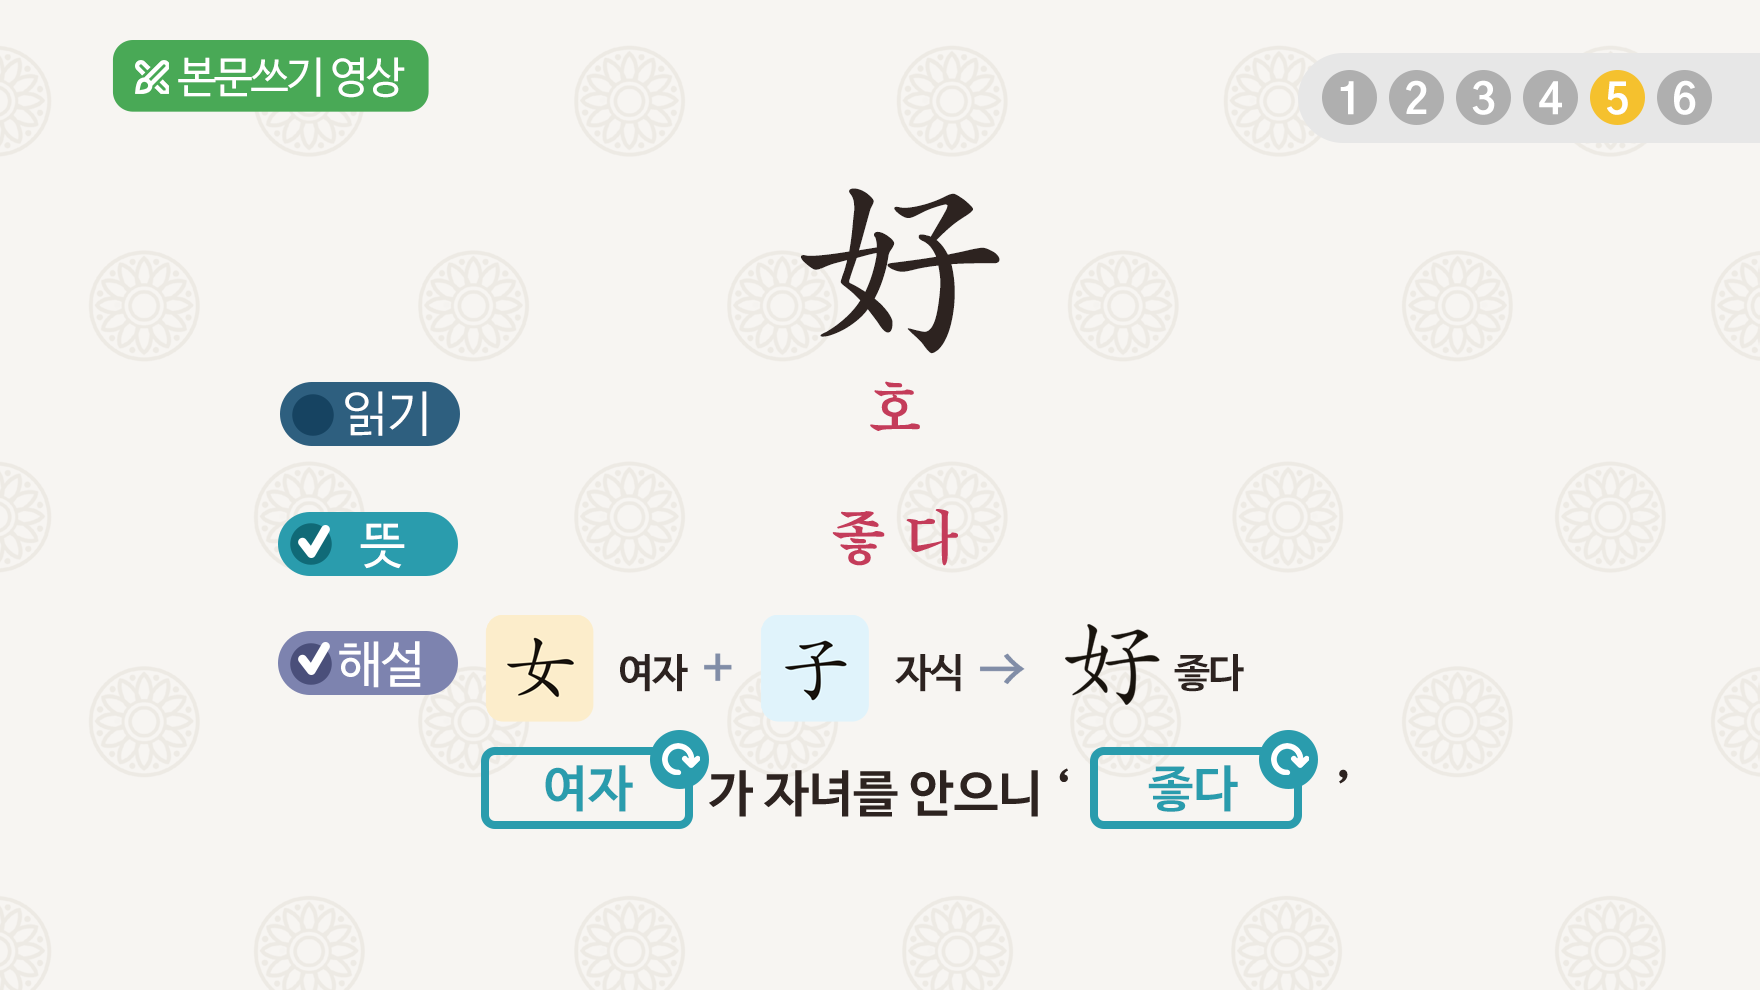 본문쓰기 영상
1 2 3 4 5 6
好
읽기 호
뜻 좋다
해설 女 여자 + 子 자식 → 好 좋다
여자 가 자녀를 안으니 ‘ 좋다 ’